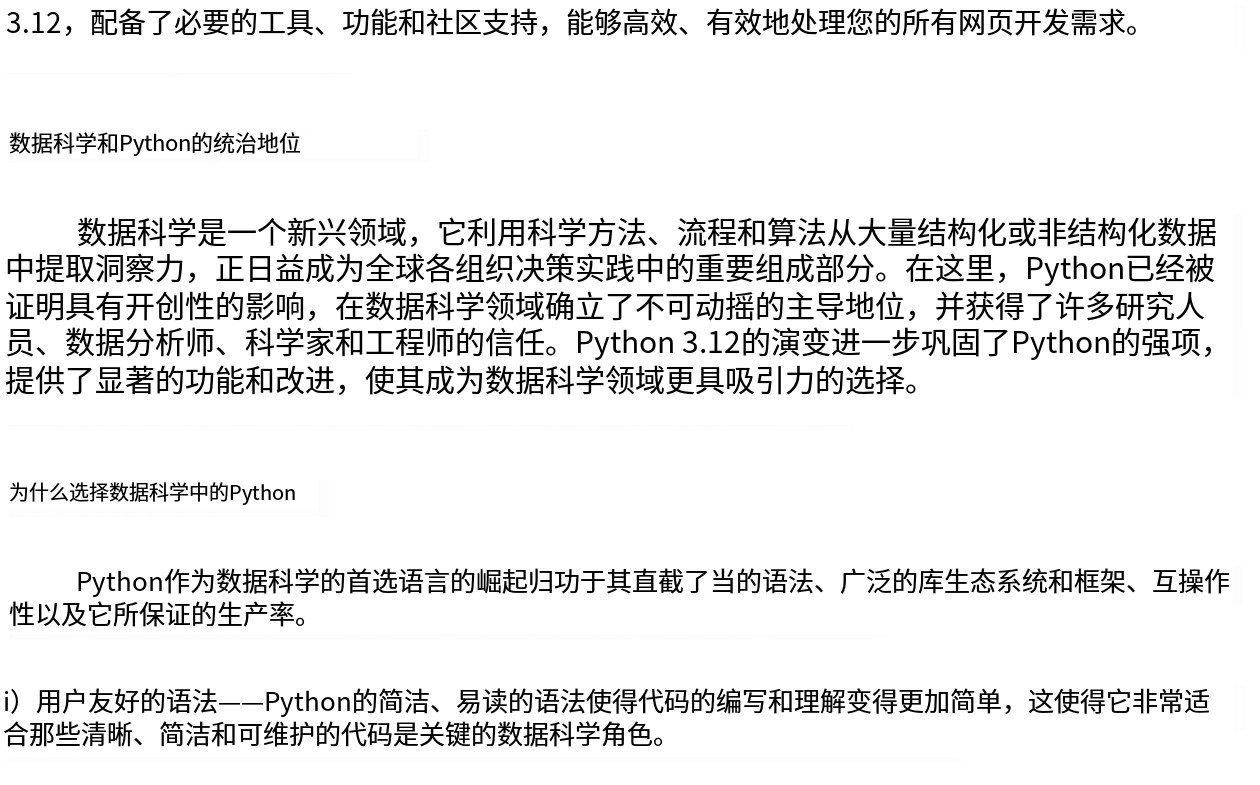 3.12，配备了必要的工具、功能和社区支持，能够高效、有效地处理您的所有网页开发需求。
数据科学和Python的统治地位
数据科学是一个新兴领域，它利用科学方法、流程和算法从大量结构化或非结构化数据
中提取洞察力，正日益成为全球各组织决策实践中的重要组成部分。在这里，Python已经被
证明具有开创性的影响，在数据科学领域确立了不可动摇的主导地位，并获得了许多研究人
员、数据分析师、科学家和工程师的信任。Python 3.12的演变进一步巩固了Python的强项，
提供了显著的功能和改进，使其成为数据科学领域更具吸引力的选择。
为什么选择数据科学中的Python
Python作为数据科学的首选语言的崛起归功于其直截了当的语法、广泛的库生态系统和框架、互操作
性以及它所保证的生产率。
i）用户友好的语法——Python的简洁、易读的语法使得代码的编写和理解变得更加简单，这使得它非常适
合那些清晰、简洁和可维护的代码是关键的数据科学角色。